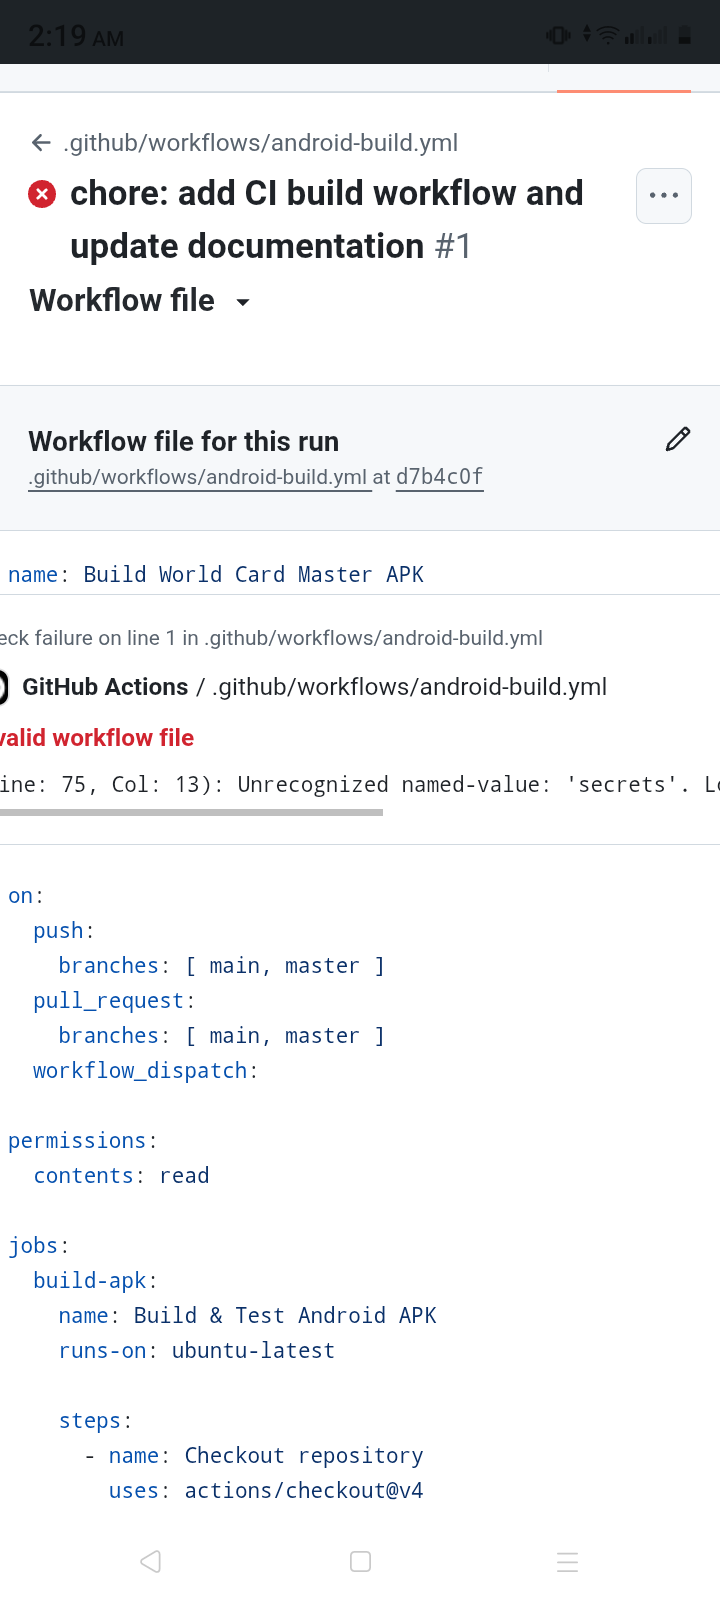 2:19 AM
.github/workflows/android-build.yml
chore: add CI build workflow and
update documentation #1
Workflow file
Workflow file for this run
.github/workflows/android-build.yml at d7b4c0f
name: Build World Card Master APK
eck failure on line 1 in .github/workflows/android-build.yml
GitHub Actions / .github/workflows/android-build.yml
valid workflow file
ine: 75, Col: 13): Unrecognized named-value: 'secrets'. Lo
on:
push:
branches: [ main, master ]
pull_request:
branches: [ main, master ]
workflow_dispatch:
permissions:
contents: read
jobs:
build-apk:
name: Build & Test Android APK
runs-on: ubuntu-latest
steps:
- name: Checkout repository
uses: actions/checkout@v4